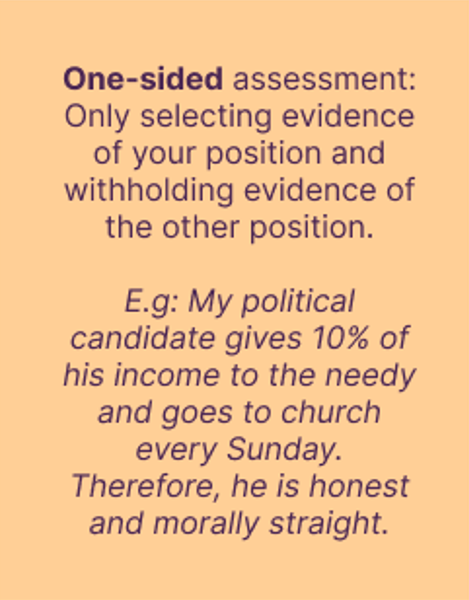 One-sided assessment:
Only selecting evidence
of your position and
withholding evidence of
the other position.
E.g: My political
candidate gives 10% of
his income to the needy
and goes to church
every Sunday.
Therefore, he is honest
and morally straight.